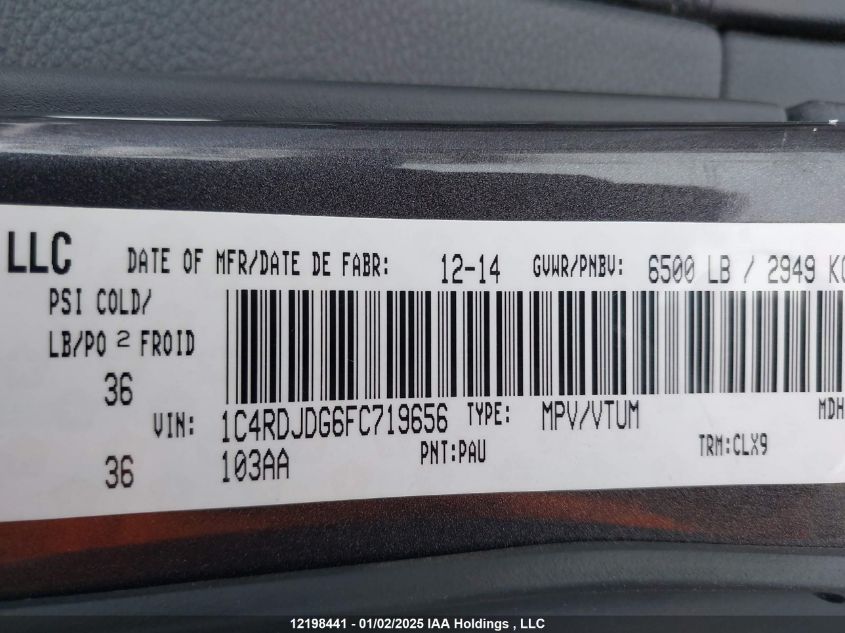 LLC DATE OF MFR/DATE DE FABR: 12-14 GVWR/PNBV: 6500 LB / 2949 KG
PSI COLD/
LB/PO 2 FROID
36
VIN: 1C4RDJDG6FC719656 TYPE: MPV/VTUM MDH
36 103AA PNT:PAU TRM:CLX9
12198441 - 01/02/2025 IAA Holdings , LLC